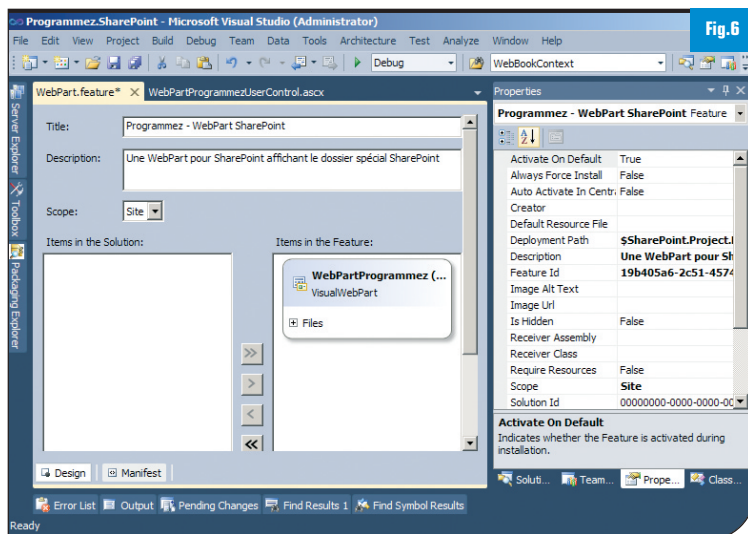 Programmez.SharePoint - Microsoft Visual Studio (Administrator)
Fig.6
File Edit View Project Build Debug Team Data Tools Architecture Test Analyze Window Help
Debug
WebBookContext
WebPart.feature*
WebPartProgrammezUserControl.ascx
Server Explorer
Toolbox
Packaging Explorer
Title:
Programmez - WebPart SharePoint
Description:
Une WebPart pour SharePoint affichant le dossier spécial SharePoint
Scope:
Site
Items in the Solution:
Items in the Feature:
WebPartProgrammez (...
VisualWebPart
Files
Design
Manifest
Properties
Programmez - WebPart SharePoint Feature
Activate On Default True
Always Force Install False
Auto Activate In Centr False
Creator
Default Resource File
Deployment Path $SharePoint.Project.
Description Une WebPart pour Sh
Feature Id 19b405a6-2c51-4574
Image Alt Text
Image Url
Is Hidden False
Receiver Assembly
Receiver Class
Require Resources False
Scope Site
Solution Id 00000000-0000-0000-00
Activate On Default
Indicates whether the Feature is activated during
installation.
Soluti... Team... Prope... Class...
Error List Output Pending Changes Find Results 1 Find Symbol Results
Ready